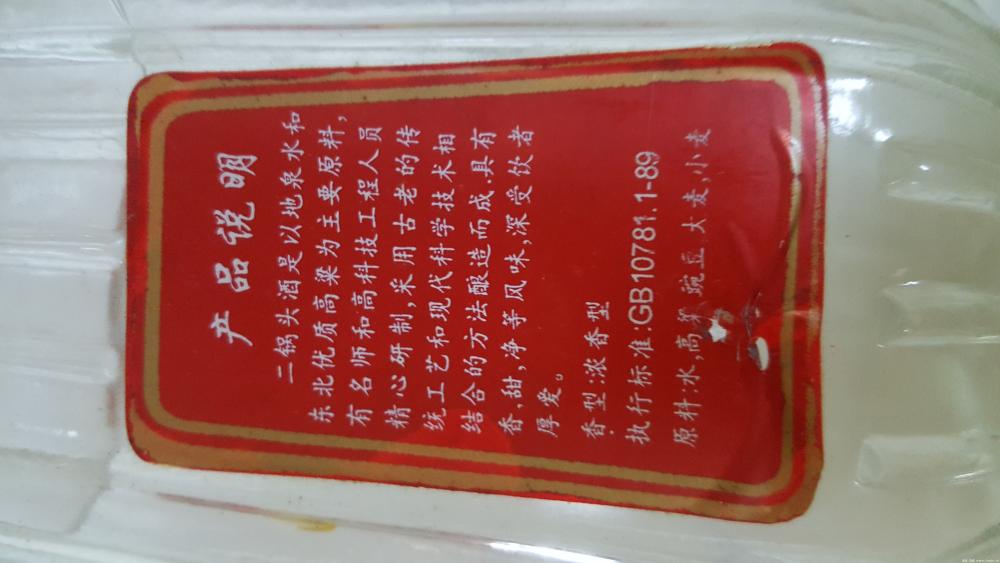 产品说明
二锅头酒是以地泉水和
东北优质高粱为主要原料,
有名师和高科技工程人员
精心研制,采用古老的传
统工艺和现代科学技术相
结合的方法酿造而成.具有
香,甜,净等风味,深受饮者
厚爱。
香型:浓香型
执行标准:GB10781.1-89
原料:水,高粱 豌豆 大麦,小麦